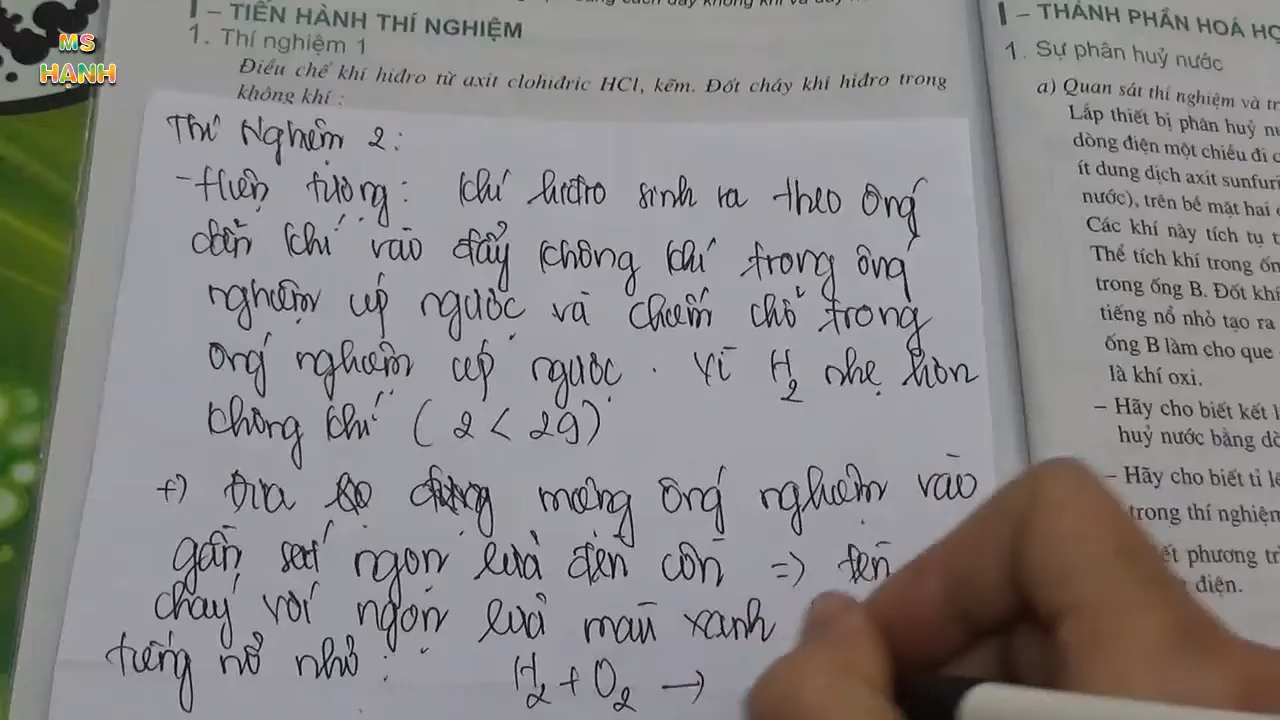 MS
HẠNH
I – TIẾN HÀNH THÍ NGHIỆM
1. Thí nghiệm 1
Điều chế khí hiđro từ axit clohiđric HCl, kẽm. Đốt cháy khí hiđro trong
không khí :
Thí Nghiệm 2:
- Hiện tượng: Khí hiđro sinh ra theo ống
dẫn khí vào đẩy không khí trong ống
nghiệm úp ngược và chiếm chỗ trong
ống nghiệm úp ngược. Vì H2 nhẹ hơn
không khí ( 2 < 29)
+) Đưa miệng ống nghiệm vào
gần sát ngọn lửa đèn cồn =>
cháy với ngọn lửa màu xanh
tiếng nổ nhỏ :
H2 + O2 →
I – THÀNH PHẦN HOÁ HỌ
1. Sự phân huỷ nước
a) Quan sát thí nghiệm và tr
Lắp thiết bị phân huỷ nư
dòng điện một chiều đi
ít dung dịch axit sunfuri
nước), trên bề mặt hai
Các khí này tích tụ t
Thể tích khí trong ốn
trong ống B. Đốt khí
tiếng nổ nhỏ tạo ra
ống B làm cho que
là khí oxi.
– Hãy cho biết kết l
huỷ nước bằng dò
– Hãy cho biết tỉ lệ
trong thí nghiệm
ết phương trì
điện.